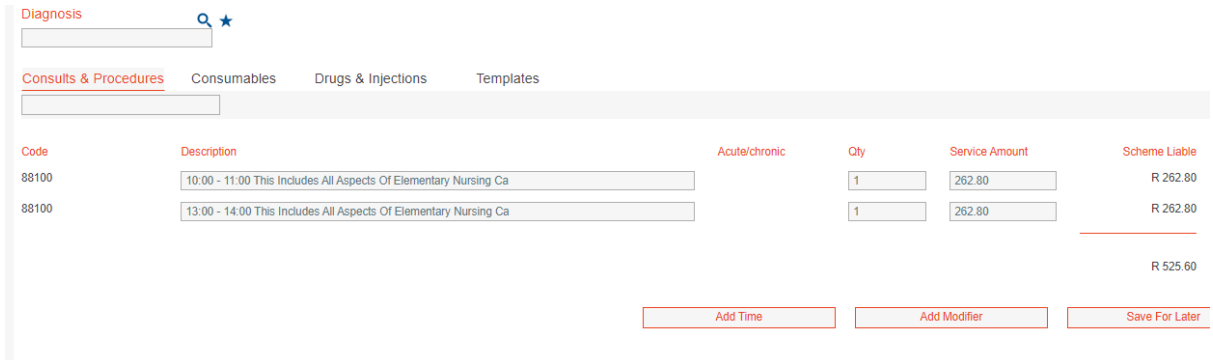 Diagnosis
Consults & Procedures Consumables Drugs & Injections Templates
Code Description Acute/chronic Qty Service Amount Scheme Liable
88100 10:00 - 11:00 This Includes All Aspects Of Elementary Nursing Ca 1 262.80 R 262.80
88100 13:00 - 14:00 This Includes All Aspects Of Elementary Nursing Ca 1 262.80 R 262.80
R 525.60
Add Time Add Modifier Save For Later